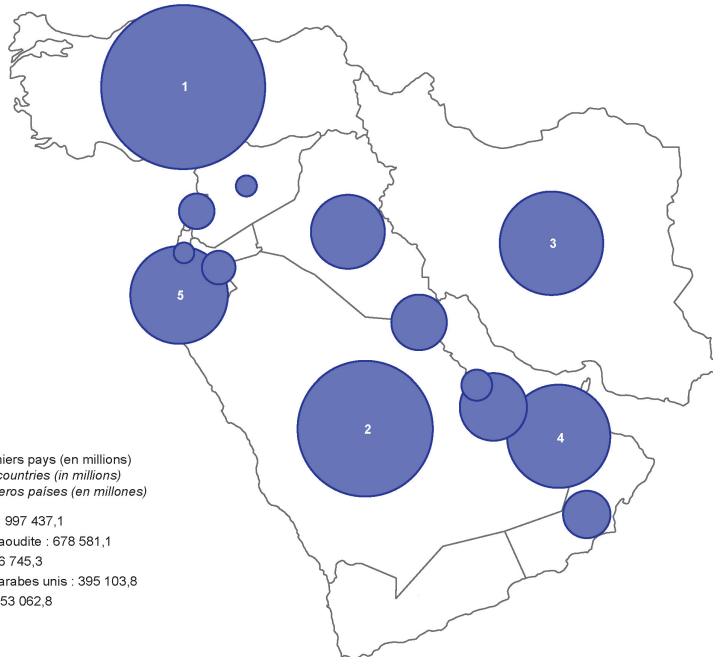 1
3
5
2
4
niers pays (en millions)
countries (in millions)
eros países (en millones)
997 437,1
aoudite : 678 581,1
6 745,3
arabes unis : 395 103,8
53 062,8